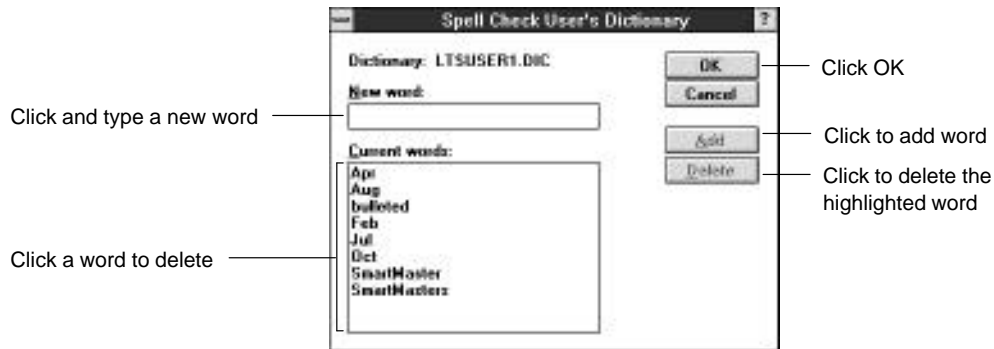 Spell Check User's Dictionary ?
Dictionary: LTSUSER1.DIC
OK
Click OK
New word:
Cancel
Click and type a new word
Add
Click to add word
Current words:
Delete
Click to delete the
highlighted word
Apr
Aug
bulleted
Feb
Jul
Oct
SmartMaster
SmartMasters
Click a word to delete